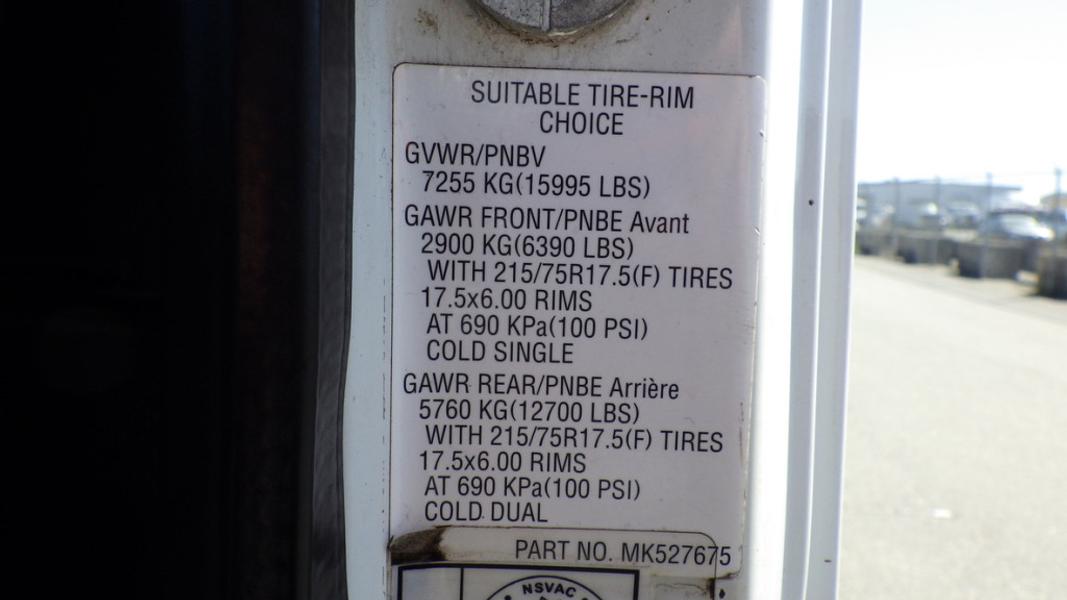 SUITABLE TIRE-RIM
CHOICE
GVWR/PNBV
7255 KG(15995 LBS)
GAWR FRONT/PNBE Avant
2900 KG(6390 LBS)
WITH 215/75R17.5(F) TIRES
17.5x6.00 RIMS
AT 690 KPa(100 PSI)
COLD SINGLE
GAWR REAR/PNBE Arrière
5760 KG(12700 LBS)
WITH 215/75R17.5(F) TIRES
17.5x6.00 RIMS
AT 690 KPa(100 PSI)
COLD DUAL
PART NO. MK527675
NSVAC